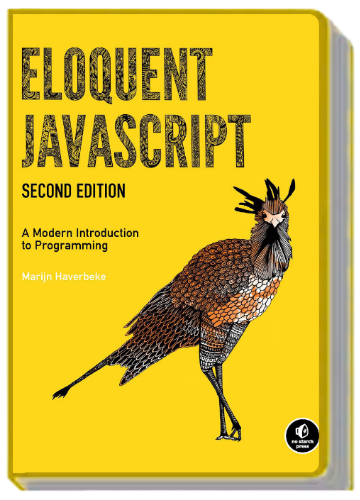 ELOQUENT
JAVASCRIPT
SECOND EDITION
A Modern Introduction
to Programming
Marijn Haverbeke
no starch
press